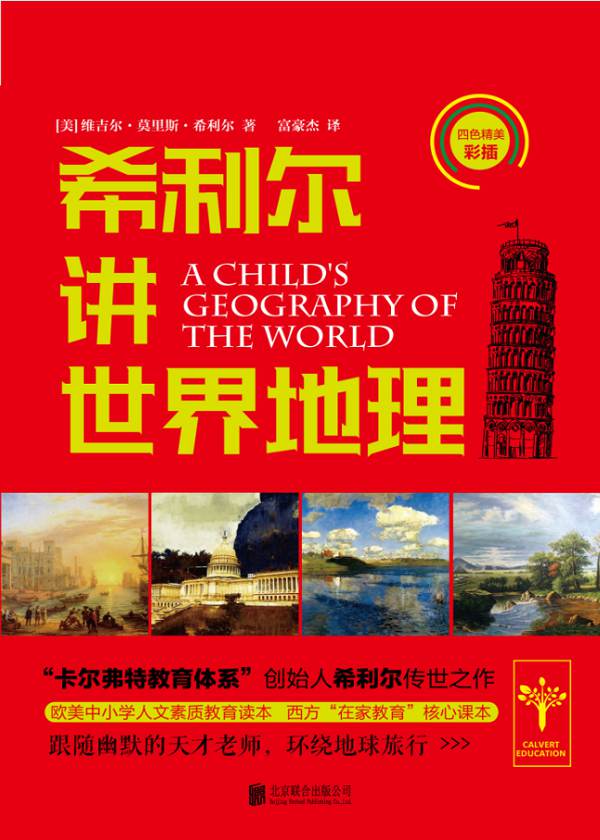 [美]维吉尔·莫里斯·希利尔 著 富豪杰 译
四色精美
彩插
希利尔
讲
A CHILD'S
GEOGRAPHY OF
THE WORLD
世界地理
“卡尔弗特教育体系”创始人希利尔传世之作
欧美中小学人文素质教育读本 西方“在家教育”核心课本
跟随幽默的天才老师，环绕地球旅行 >>>
CALVERT
EDUCATION
北京联合出版公司
Beijing United Publishing Co.,Ltd.